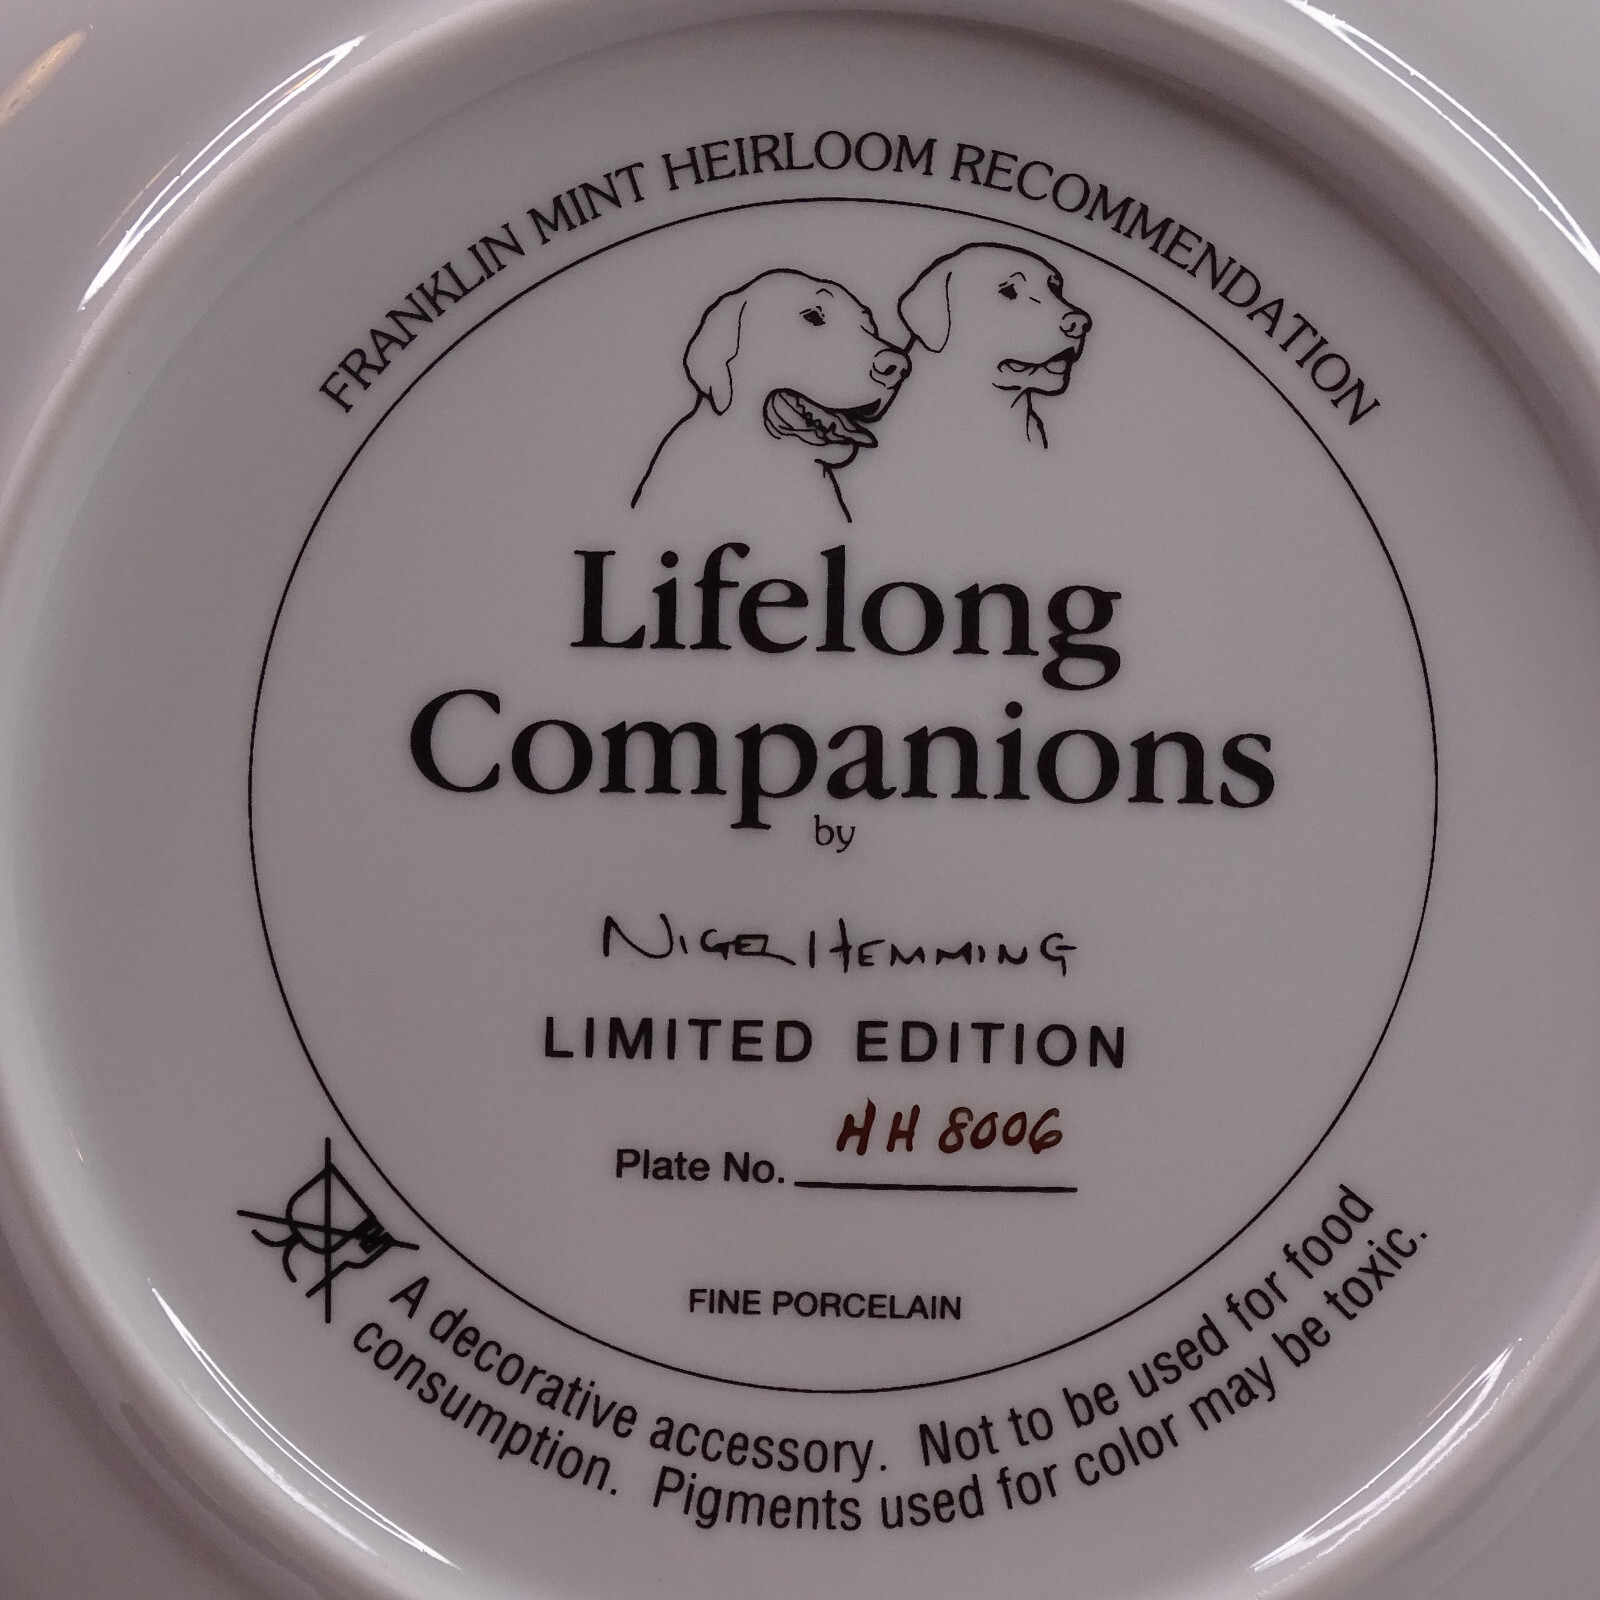 FRANKLIN MINT HEIRLOOM RECOMMENDATION
Lifelong
Companions
by
NIGEL HEMMING
LIMITED EDITION
Plate No. HH 8006
FINE PORCELAIN
A decorative accessory. Not to be used for food
consumption. Pigments used for color may be toxic.